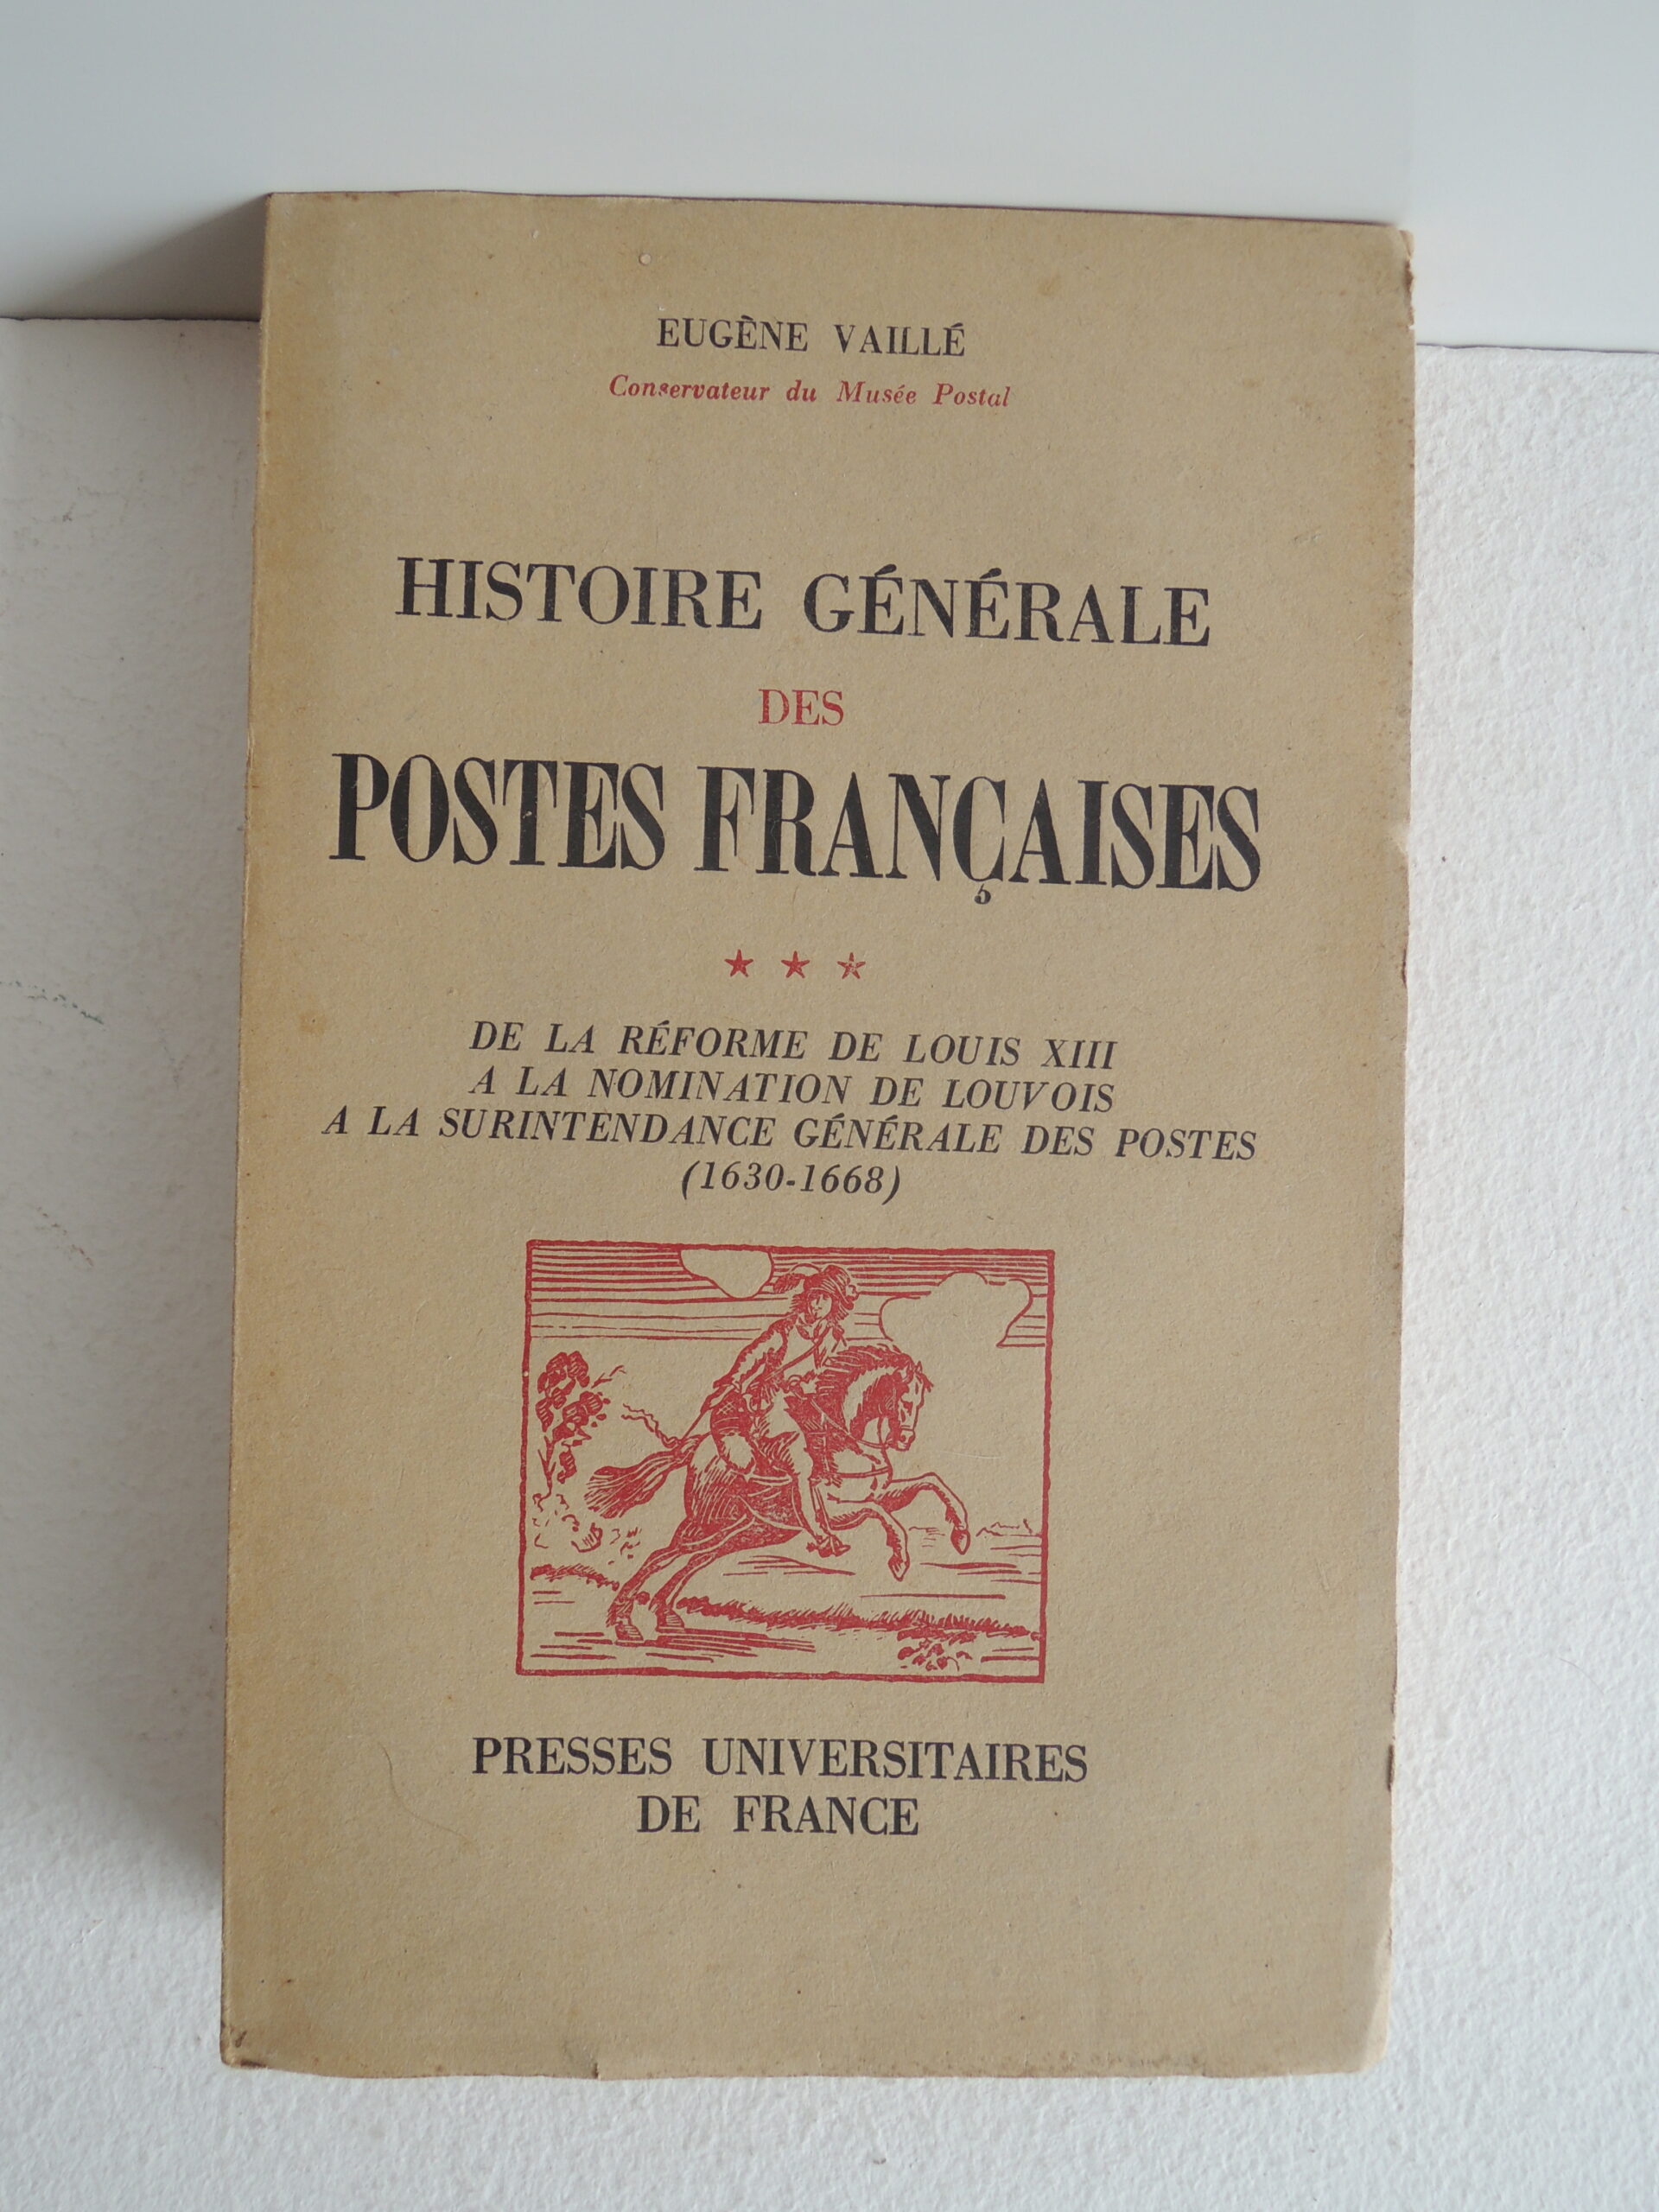 EUGÈNE VAILLÉ
Conservateur du Musée Postal
HISTOIRE GÉNÉRALE
DES
POSTES FRANÇAISES
★ ★ ★
DE LA RÉFORME DE LOUIS XIII
A LA NOMINATION DE LOUVOIS
A LA SURINTENDANCE GÉNÉRALE DES POSTES
(1630-1668)
PRESSES UNIVERSITAIRES
DE FRANCE